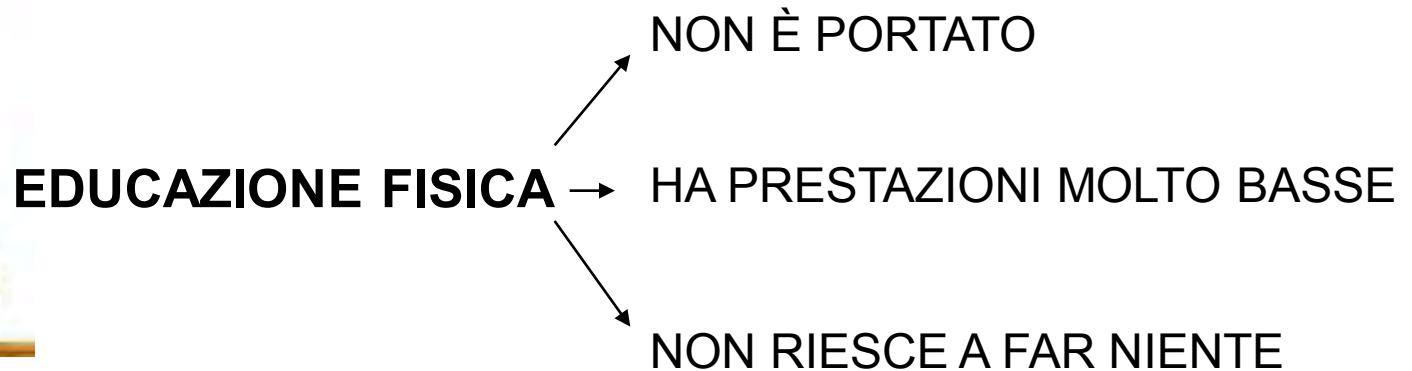 NON È PORTATO
EDUCAZIONE FISICA → HA PRESTAZIONI MOLTO BASSE
NON RIESCE A FAR NIENTE